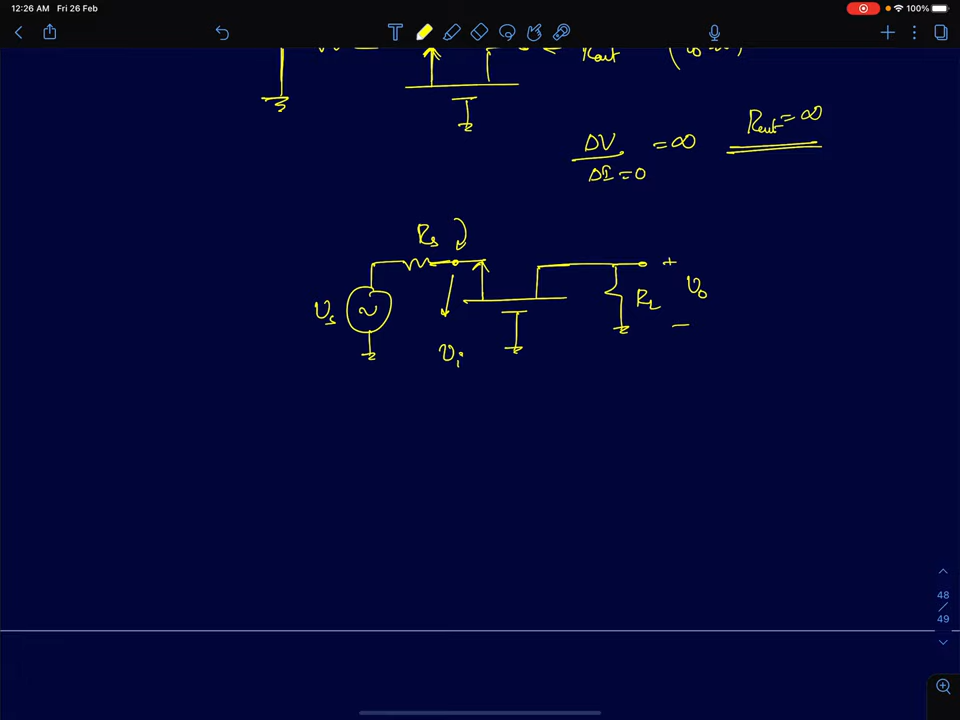 12:26 AM Fri 26 Feb
100%
Rout
ΔV
ΔI=0
=∞
Rout=∞
Rs
Vs
~
vi
RL
+
Vo
−
48
/
49